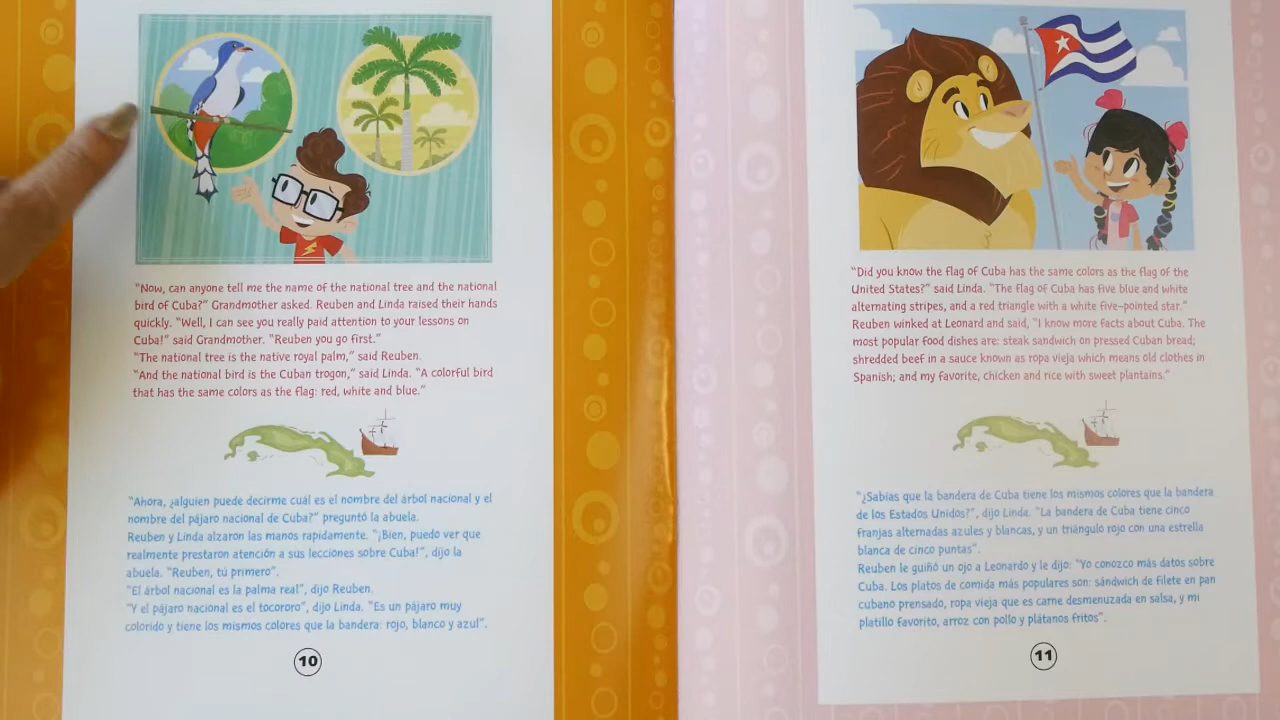 “Now, can anyone tell me the name of the national tree and the national
bird of Cuba?” Grandmother asked. Reuben and Linda raised their hands
quickly. “Well, I can see you really paid attention to your lessons on
Cuba!” said Grandmother. “Reuben you go first.”
“The national tree is the native royal palm,” said Reuben.
“And the national bird is the Cuban trogon,” said Linda. “A colorful bird
that has the same colors as the flag: red, white and blue.”
“Ahora, ¿alguien puede decirme cuál es el nombre del árbol nacional y el
nombre del pájaro nacional de Cuba?” preguntó la abuela.
Reuben y Linda alzaron las manos rapidamente. “¡Bien, puedo ver que
realmente prestaron atención a sus lecciones sobre Cuba!”, dijo la
abuela. “Reuben, tú primero”.
“El árbol nacional es la palma real”, dijo Reuben.
“Y el pájaro nacional es el tocororo”, dijo Linda. “Es un pájaro muy
colorido y tiene los mismos colores que la bandera: rojo, blanco y azul”.
10
“Did you know the flag of Cuba has the same colors as the flag of the
United States?” said Linda. “The flag of Cuba has five blue and white
alternating stripes, and a red triangle with a white five-pointed star.”
Reuben winked at Leonard and said, “I know more facts about Cuba. The
most popular food dishes are: steak sandwich on pressed Cuban bread;
shredded beef in a sauce known as ropa vieja which means old clothes in
Spanish; and my favorite, chicken and rice with sweet plantains.”
“¿Sabías que la bandera de Cuba tiene los mismos colores que la bandera
de los Estados Unidos?”, dijo Linda. “La bandera de Cuba tiene cinco
franjas alternadas azules y blancas, y un triángulo rojo con una estrella
blanca de cinco puntas”.
Reuben le guiñó un ojo a Leonardo y le dijo: “Yo conozco más datos sobre
Cuba. Los platos de comida más populares son: sándwich de filete en pan
cubano prensado, ropa vieja que es carne desmenuzada en salsa, y mi
platillo favorito, arroz con pollo y plátanos fritos”.
11